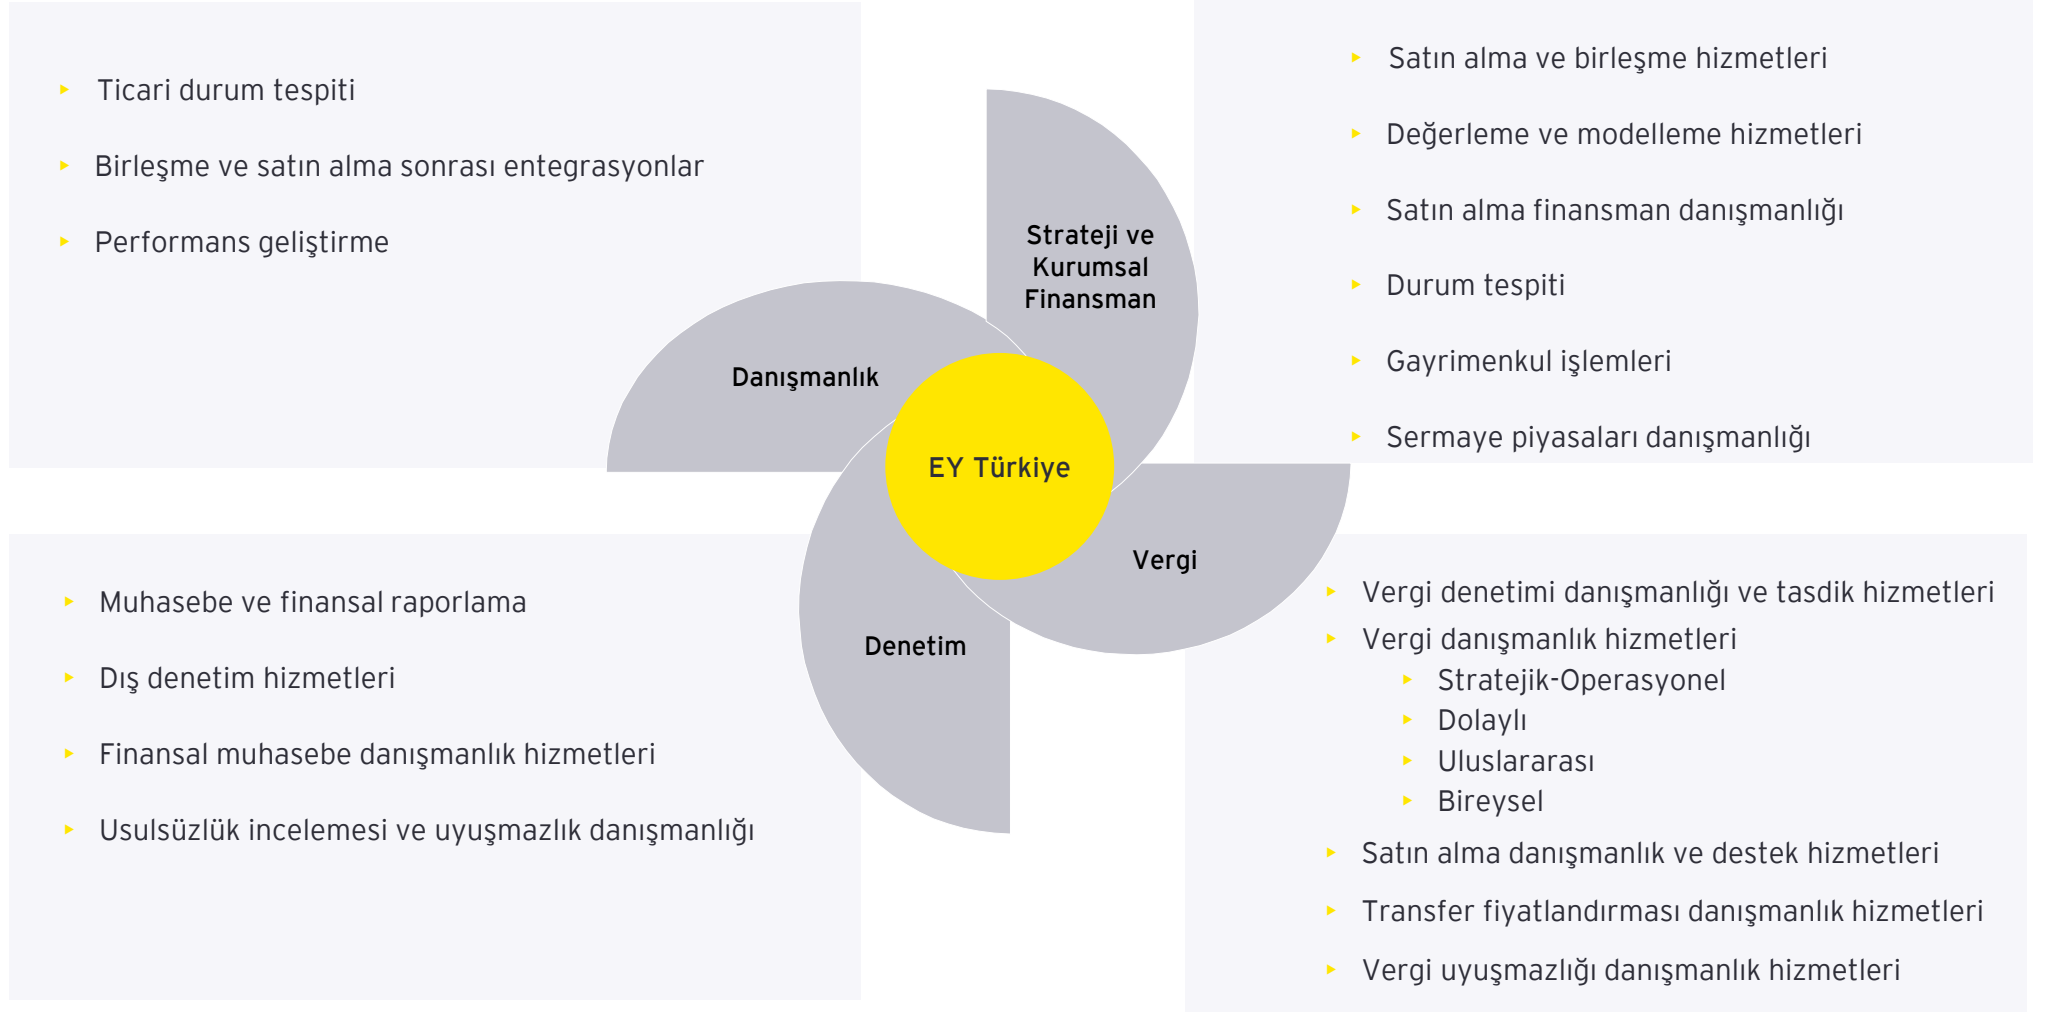 Ticari durum tespiti
Birleşme ve satın alma sonrası entegrasyonlar
Performans geliştirme
Satın alma ve birleşme hizmetleri
Değerleme ve modelleme hizmetleri
Satın alma finansman danışmanlığı
Durum tespiti
Gayrimenkul işlemleri
Sermaye piyasaları danışmanlığı
Strateji ve
Kurumsal
Finansman
Danışmanlık
EY Türkiye
Vergi
Denetim
Muhasebe ve finansal raporlama
Dış denetim hizmetleri
Finansal muhasebe danışmanlık hizmetleri
Usulsüzlük incelemesi ve uyuşmazlık danışmanlığı
Vergi denetimi danışmanlığı ve tasdik hizmetleri
Vergi danışmanlık hizmetleri
Stratejik-Operasyonel
Dolaylı
Uluslararası
Bireysel
Satın alma danışmanlık ve destek hizmetleri
Transfer fiyatlandırması danışmanlık hizmetleri
Vergi uyuşmazlığı danışmanlık hizmetleri